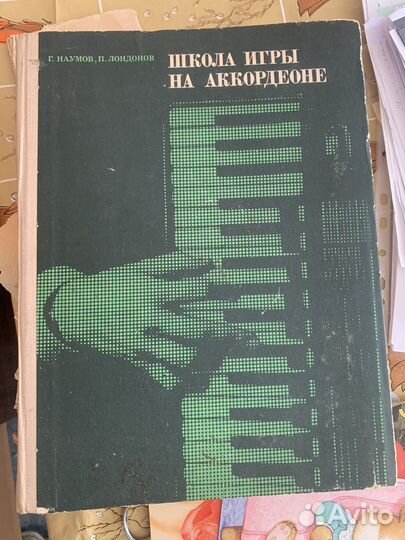 Г. НАУМОВ, П. ЛОНДОНОВ
ШКОЛА ИГРЫ
НА АККОРДЕОНЕ
Avito